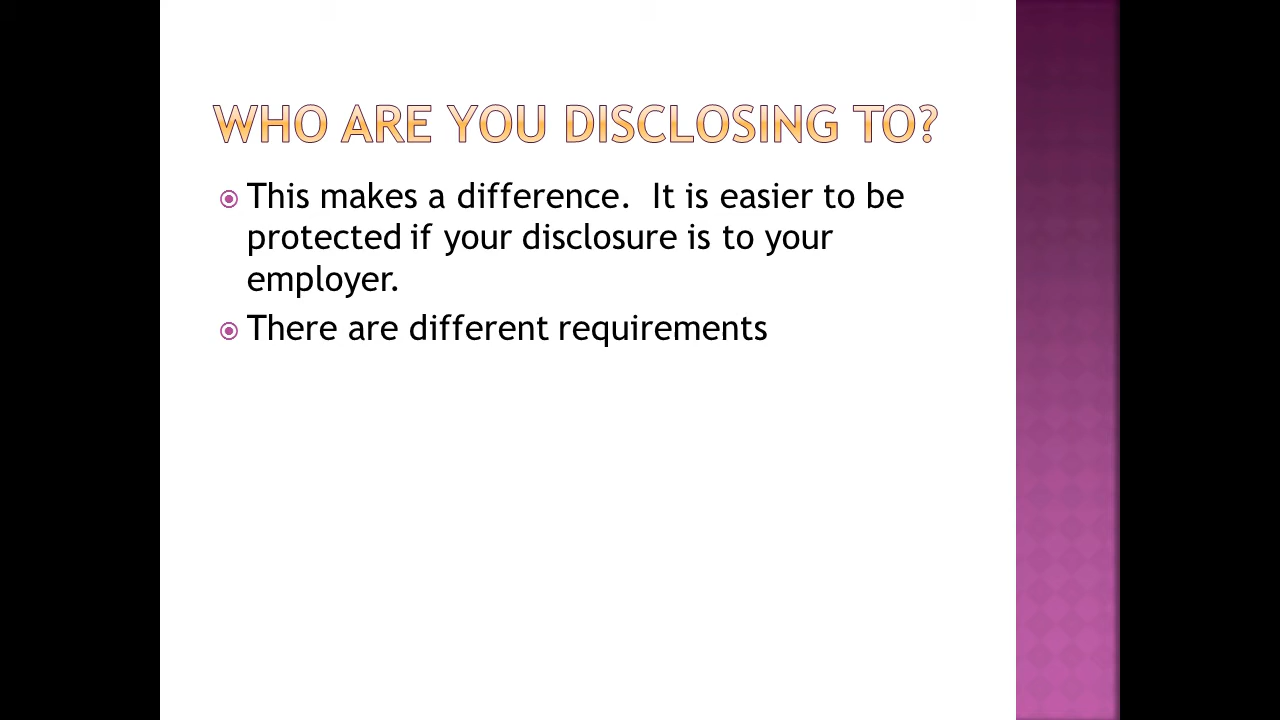 WHO ARE YOU DISCLOSING TO?
This makes a difference.  It is easier to be
protected if your disclosure is to your
employer.
There are different requirements